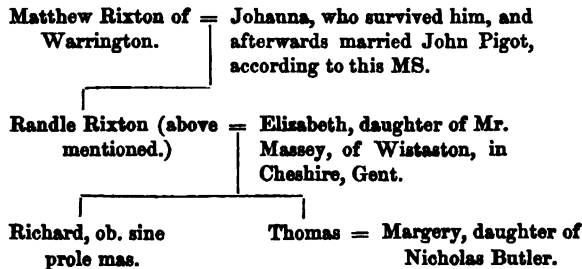 Matthew Rixton of = Johanna, who survived him, and
Warrington. afterwards married John Pigot,
according to this MS.
Randle Rixton (above = Elizabeth, daughter of Mr.
mentioned.) Massey, of Wistaston, in
Cheshire, Gent.
Richard, ob. sine Thomas = Margery, daughter of
prole mas. Nicholas Butler.